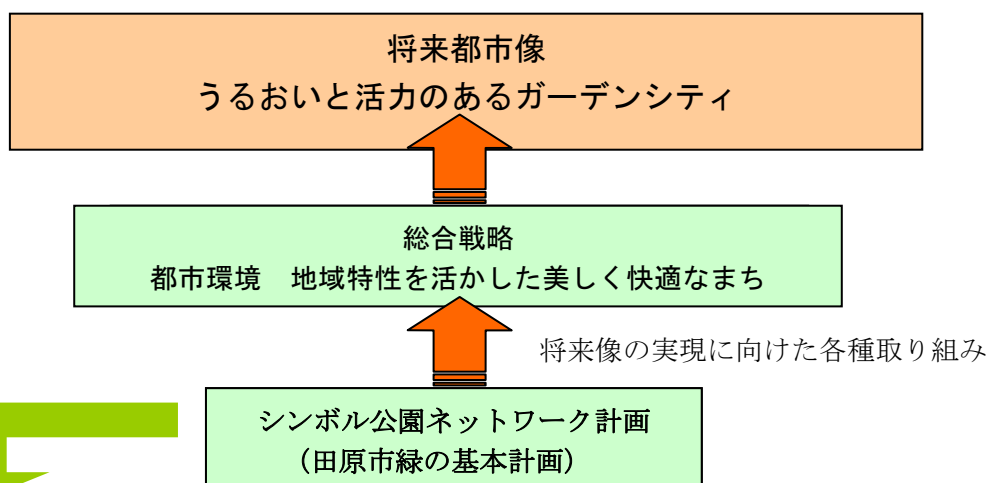 将来都市像
うるおいと活力のあるガーデンシティ
総合戦略
都市環境　地域特性を活かした美しく快適なまち
将来像の実現に向けた各種取り組み
シンボル公園ネットワーク計画
（田原市緑の基本計画）